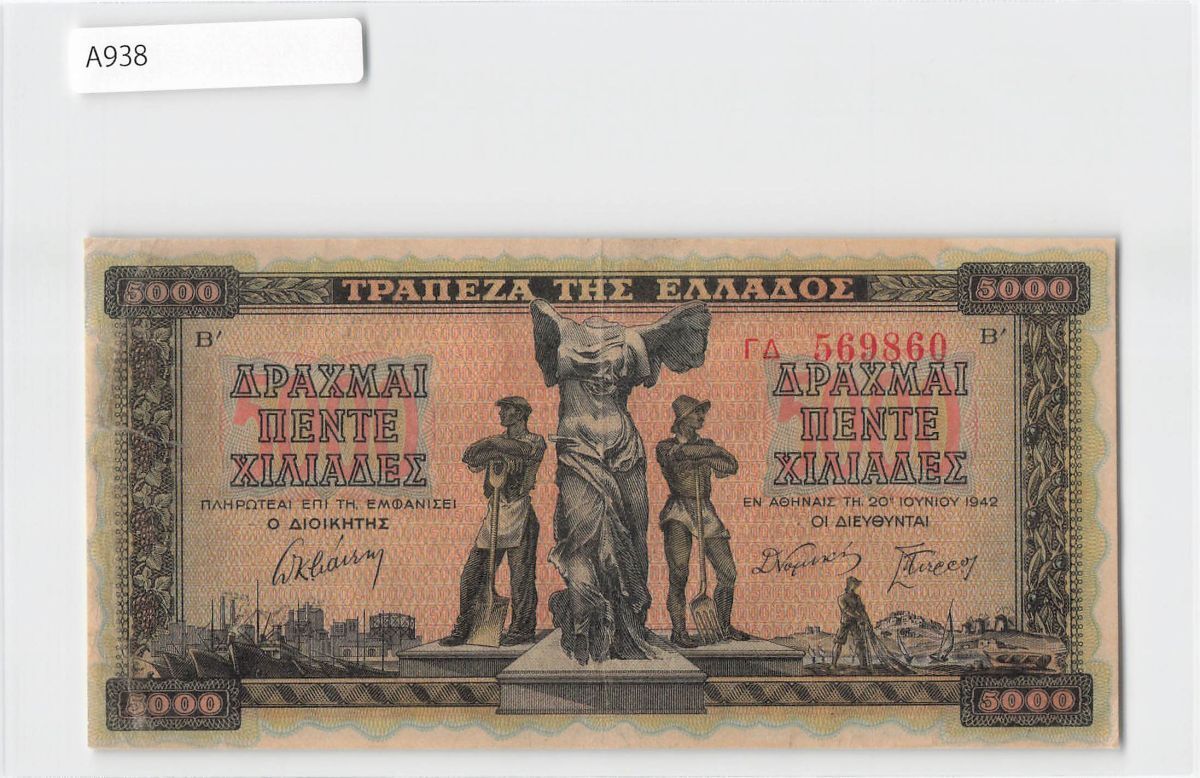 A938
5000 ΤΡΑΠΕΖΑ ΤΗΣ ΕΛΛΑΔΟΣ 5000
Β′ ΓΔ 569860 Β′
ΔΡΑΧΜΑΙ ΔΡΑΧΜΑΙ
ΠΕΝΤΕ ΠΕΝΤΕ
ΧΙΛΙΑΔΕΣ ΧΙΛΙΑΔΕΣ
ΠΛΗΡΩΤΕΑΙ ΕΠΙ ΤΗ, ΕΜΦΑΝΙΣΕΙ ΕΝ ΑΘΗΝΑΙΣ ΤΗ, 20ῃ ΙΟΥΝΙΟΥ 1942
Ο ΔΙΟΙΚΗΤΗΣ ΟΙ ΔΙΕΥΘΥΝΤΑΙ
5000 5000